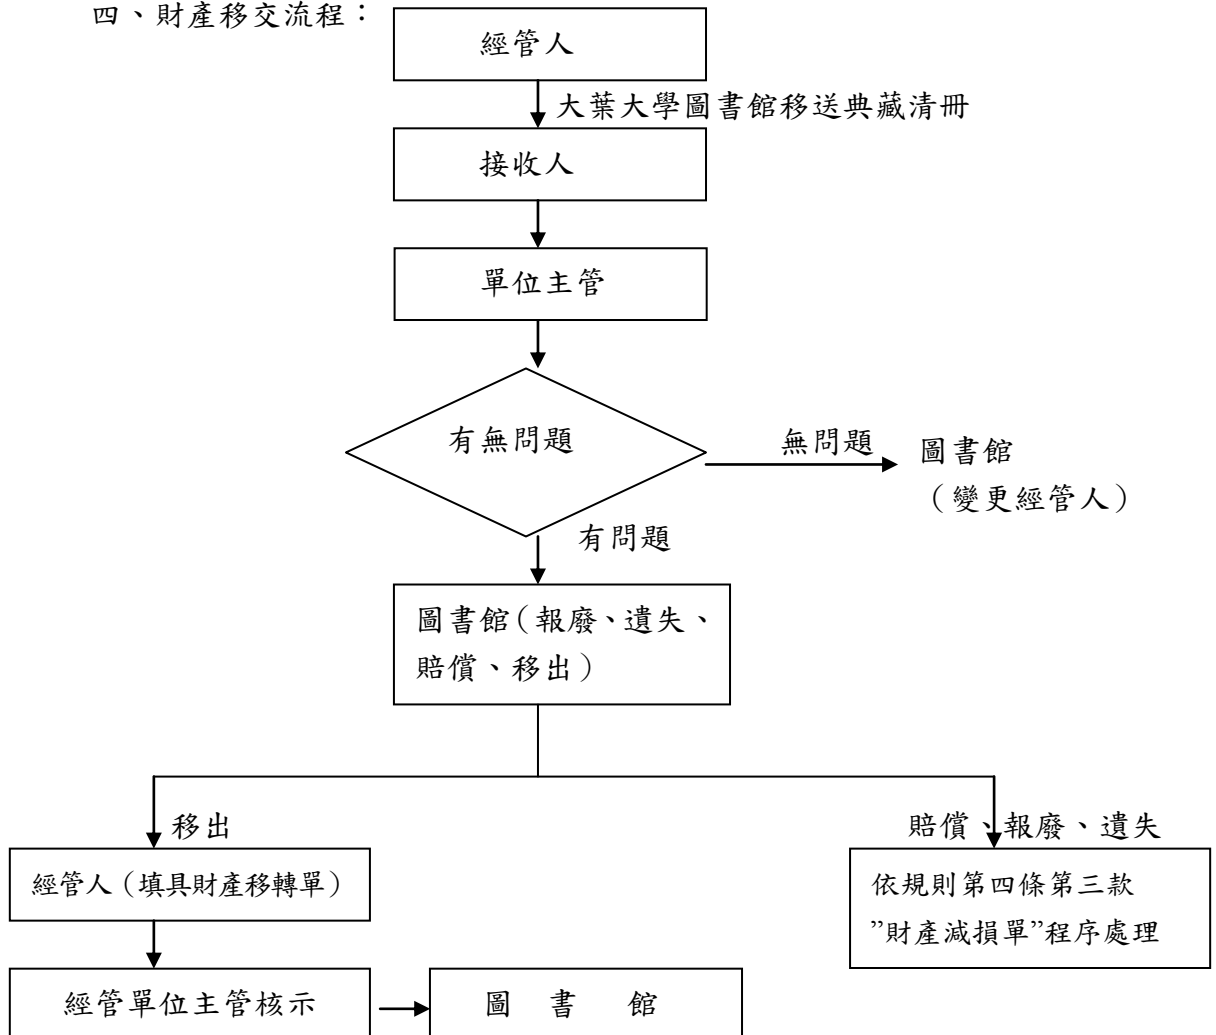 四、財產移交流程：
經管人
大葉大學圖書館移送典藏清冊
接收人
單位主管
有無問題
無問題
圖書館
（變更經管人）
有問題
圖書館（報廢、遺失、
賠償、移出）
移出
賠償、報廢、遺失
經管人（填具財產移轉單）
依規則第四條第三款
”財產減損單”程序處理
經管單位主管核示
圖 書 館